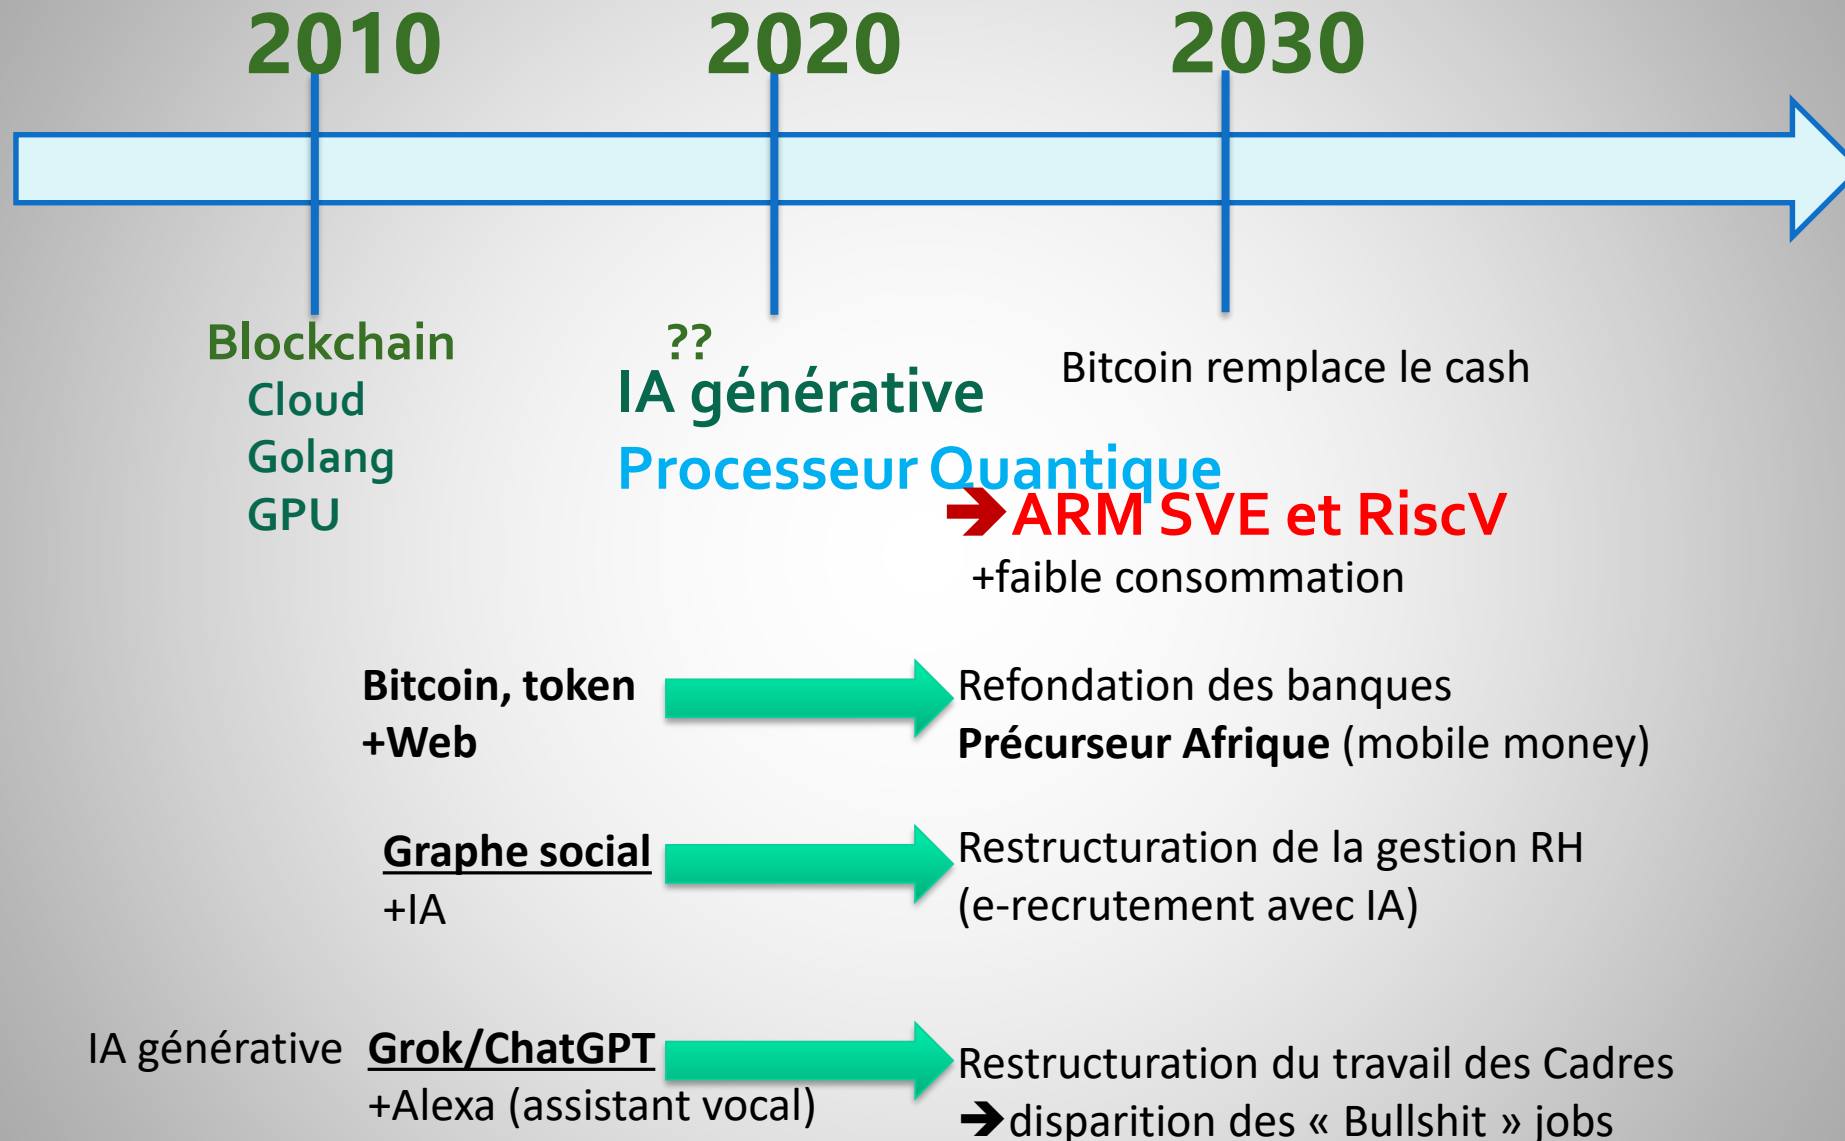 2010 2020 2030
Blockchain
Cloud
Golang
GPU
??
IA générative
Processeur Quantique
Bitcoin remplace le cash
➔ARM SVE et RiscV
+faible consommation
Bitcoin, token
+Web
Refondation des banques
Précurseur Afrique (mobile money)
Graphe social
+IA
Restructuration de la gestion RH
(e-recrutement avec IA)
IA générative Grok/ChatGPT
+Alexa (assistant vocal)
Restructuration du travail des Cadres
➔disparition des « Bullshit » jobs